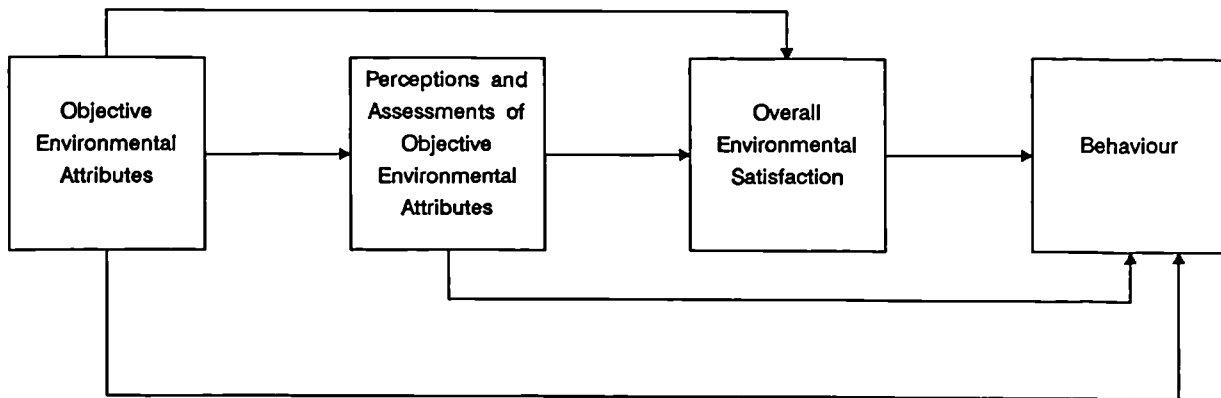 Objective
Environmental
Attributes
Perceptions and
Assessments of
Objective
Environmental
Attributes
Overall
Environmental
Satisfaction
Behaviour